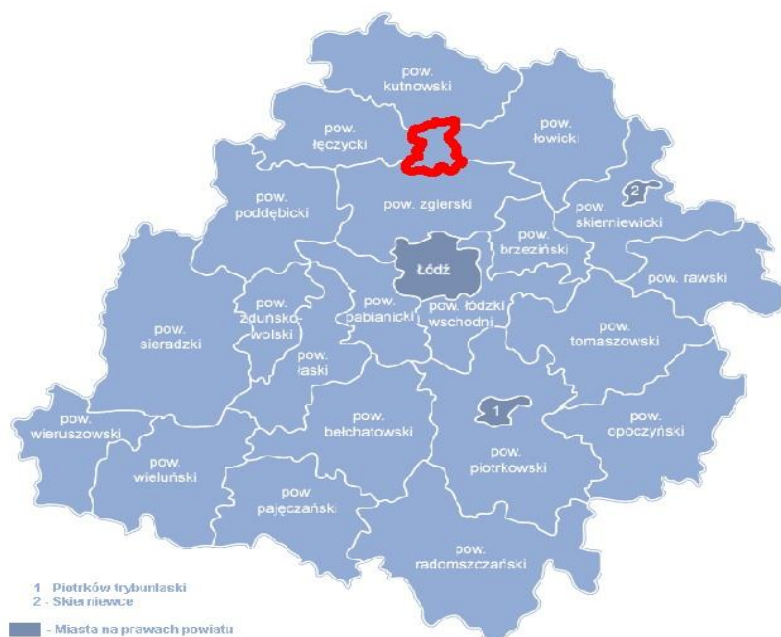 pow.
kutnowski
pow.
łęczycki
pow.
łowicki
pow.
poddębicki
pow. zgierski
2
pow.
skierniewicki
pow.
brzeziński
Łódź
pow. rawski
pow.
sieradzki
pow.
zduńsko-
wolski
pow.
łaski
pow.
pabianicki
pow. łódzki
wschodni
pow.
tomaszowski
pow.
wieruszowski
pow.
wieluński
pow.
bełchatowski
1
pow.
piotrkowski
pow.
opoczyński
pow
pajęczański
pow.
radomszczański
1 Piotrków trybunlaski
2 - Skierniewce
- Miasta na prawach powiatu